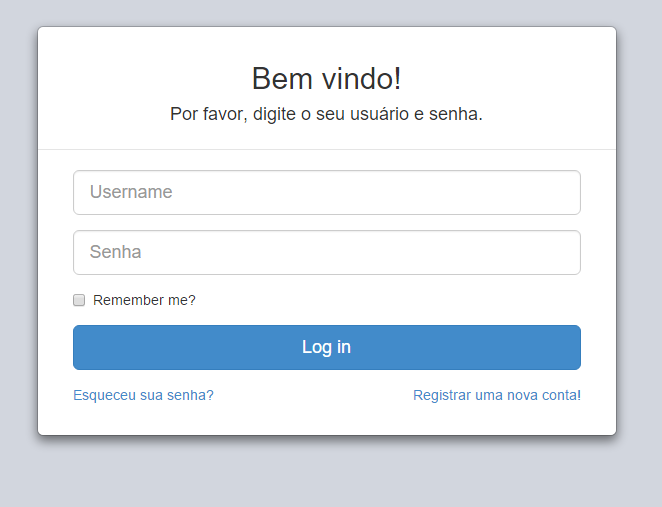 Bem vindo!
Por favor, digite o seu usuário e senha.
Username
Senha
Remember me?
Log in
Esqueceu sua senha?
Registrar uma nova conta!